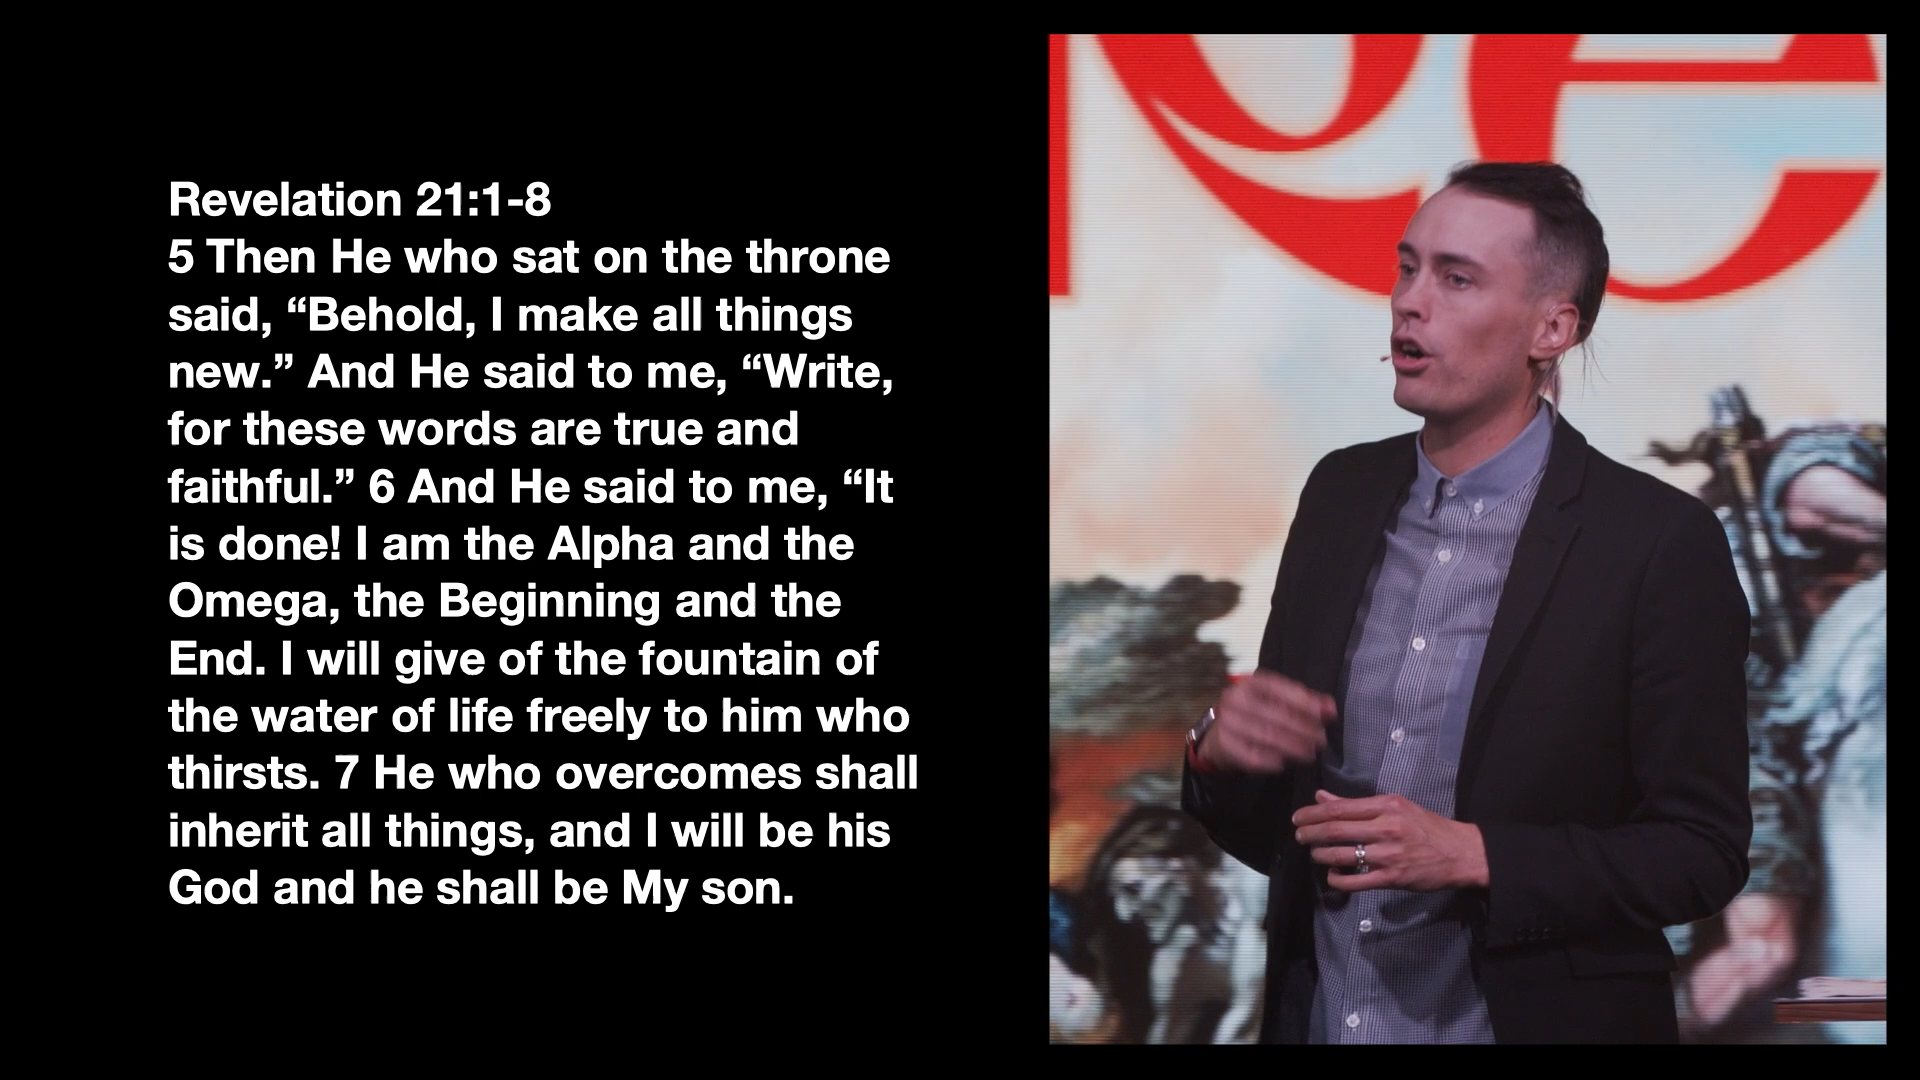 Revelation 21:1-8
5 Then He who sat on the throne
said, “Behold, I make all things
new.” And He said to me, “Write,
for these words are true and
faithful.” 6 And He said to me, “It
is done! I am the Alpha and the
Omega, the Beginning and the
End. I will give of the fountain of
the water of life freely to him who
thirsts. 7 He who overcomes shall
inherit all things, and I will be his
God and he shall be My son.